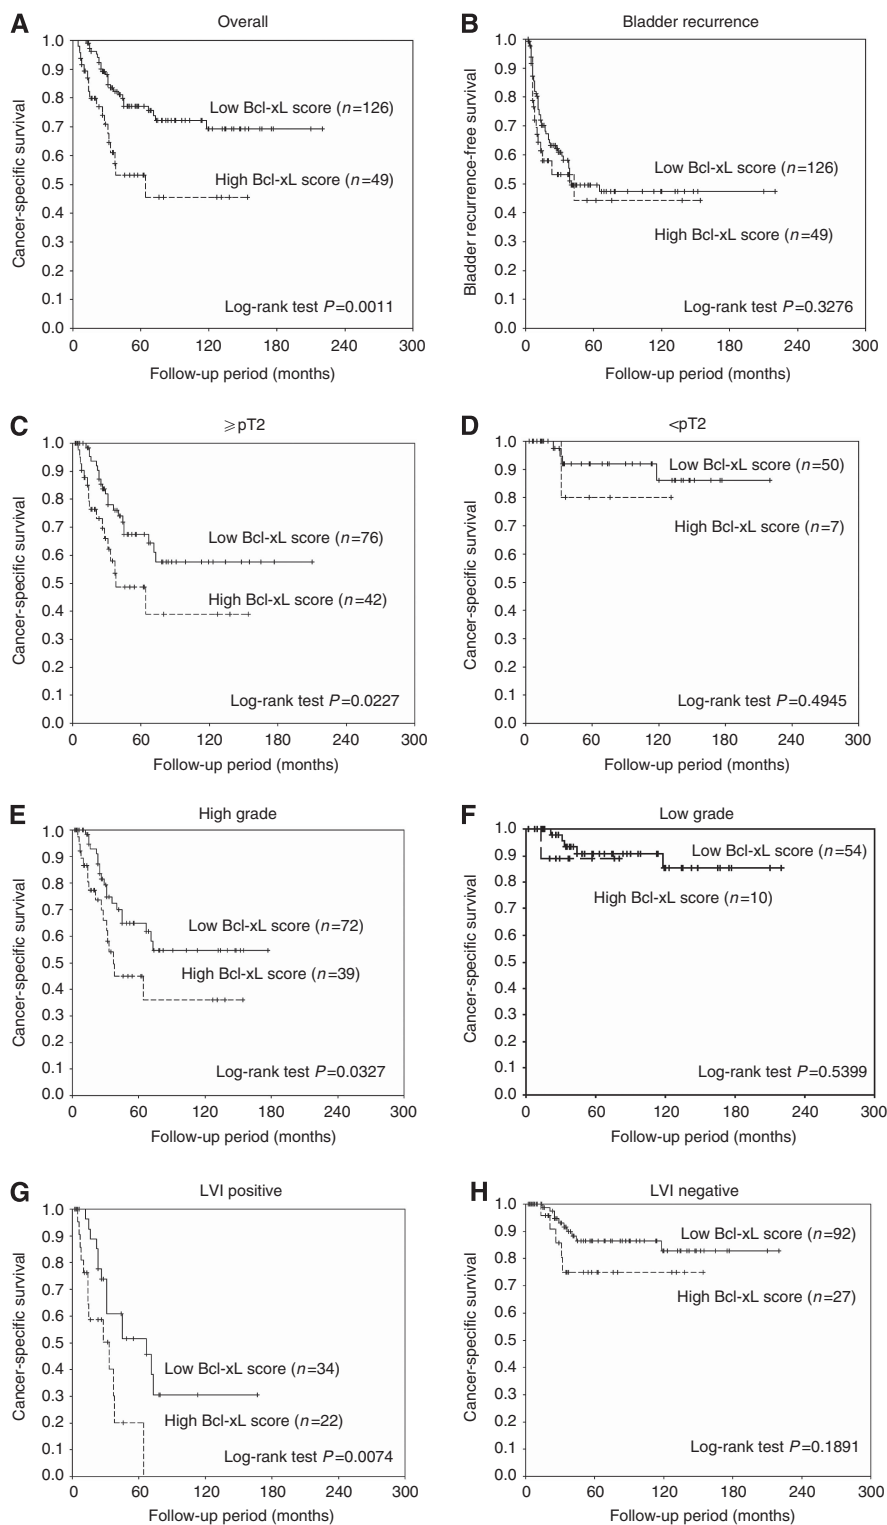 A
Overall
Cancer-specific survival
1.0
0.9
0.8
0.7
0.6
0.5
0.4
0.3
0.2
0.1
0.0
Low Bcl-xL score (n=126)
High Bcl-xL score (n=49)
Log-rank test P=0.0011
0 60 120 180 240 300
Follow-up period (months)
B
Bladder recurrence
Bladder recurrence-free survival
1.0
0.9
0.8
0.7
0.6
0.5
0.4
0.3
0.2
0.1
0.0
Low Bcl-xL score (n=126)
High Bcl-xL score (n=49)
Log-rank test P=0.3276
0 60 120 180 240 300
Follow-up period (months)
C
⩾pT2
Cancer-specific survival
1.0
0.9
0.8
0.7
0.6
0.5
0.4
0.3
0.2
0.1
0.0
Low Bcl-xL score (n=76)
High Bcl-xL score (n=42)
Log-rank test P=0.0227
0 60 120 180 240 300
Follow-up period (months)
D
<pT2
Cancer-specific survival
1.0
0.9
0.8
0.7
0.6
0.5
0.4
0.3
0.2
0.1
0.0
Low Bcl-xL score (n=50)
High Bcl-xL score (n=7)
Log-rank test P=0.4945
0 60 120 180 240 300
Follow-up period (months)
E
High grade
Cancer-specific survival
1.0
0.9
0.8
0.7
0.6
0.5
0.4
0.3
0.2
0.1
0.0
Low Bcl-xL score (n=72)
High Bcl-xL score (n=39)
Log-rank test P=0.0327
0 60 120 180 240 300
Follow-up period (months)
F
Low grade
Cancer-specific survival
1.0
0.9
0.8
0.7
0.6
0.5
0.4
0.3
0.2
0.1
0.0
Low Bcl-xL score (n=54)
High Bcl-xL score (n=10)
Log-rank test P=0.5399
0 60 120 180 240 300
Follow-up period (months)
G
LVI positive
Cancer-specific survival
1.0
0.9
0.8
0.7
0.6
0.5
0.4
0.3
0.2
0.1
0.0
Low Bcl-xL score (n=34)
High Bcl-xL score (n=22)
Log-rank test P=0.0074
0 60 120 180 240 300
Follow-up period (months)
H
LVI negative
Cancer-specific survival
1.0
0.9
0.8
0.7
0.6
0.5
0.4
0.3
0.2
0.1
0.0
Low Bcl-xL score (n=92)
High Bcl-xL score (n=27)
Log-rank test P=0.1891
0 60 120 180 240 300
Follow-up period (months)